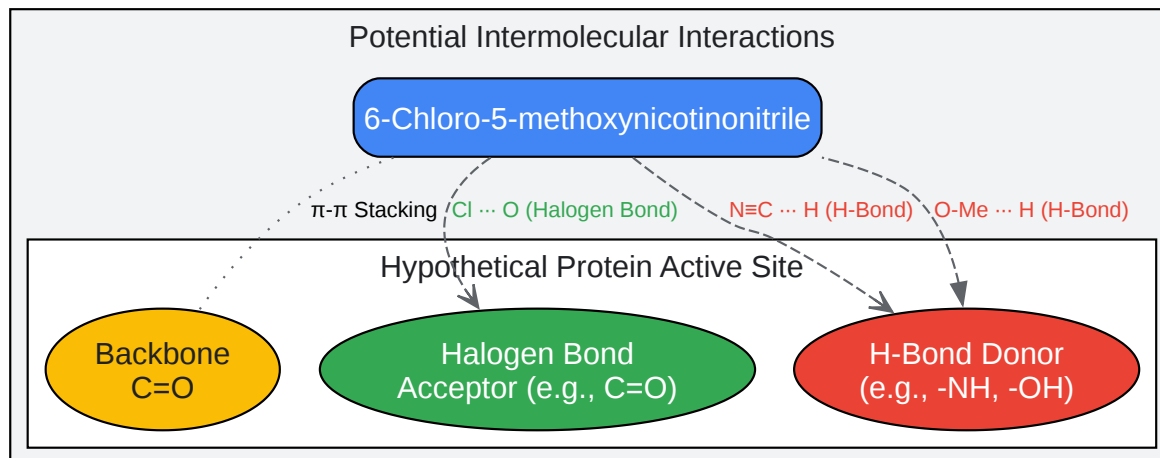 Potential Intermolecular Interactions
6-Chloro-5-methoxynicotinonitrile
π-π Stacking
Cl ··· O (Halogen Bond)
N≡C ··· H (H-Bond)
O-Me ··· H (H-Bond)
Hypothetical Protein Active Site
Backbone
C=O
Halogen Bond
Acceptor (e.g., C=O)
H-Bond Donor
(e.g., -NH, -OH)